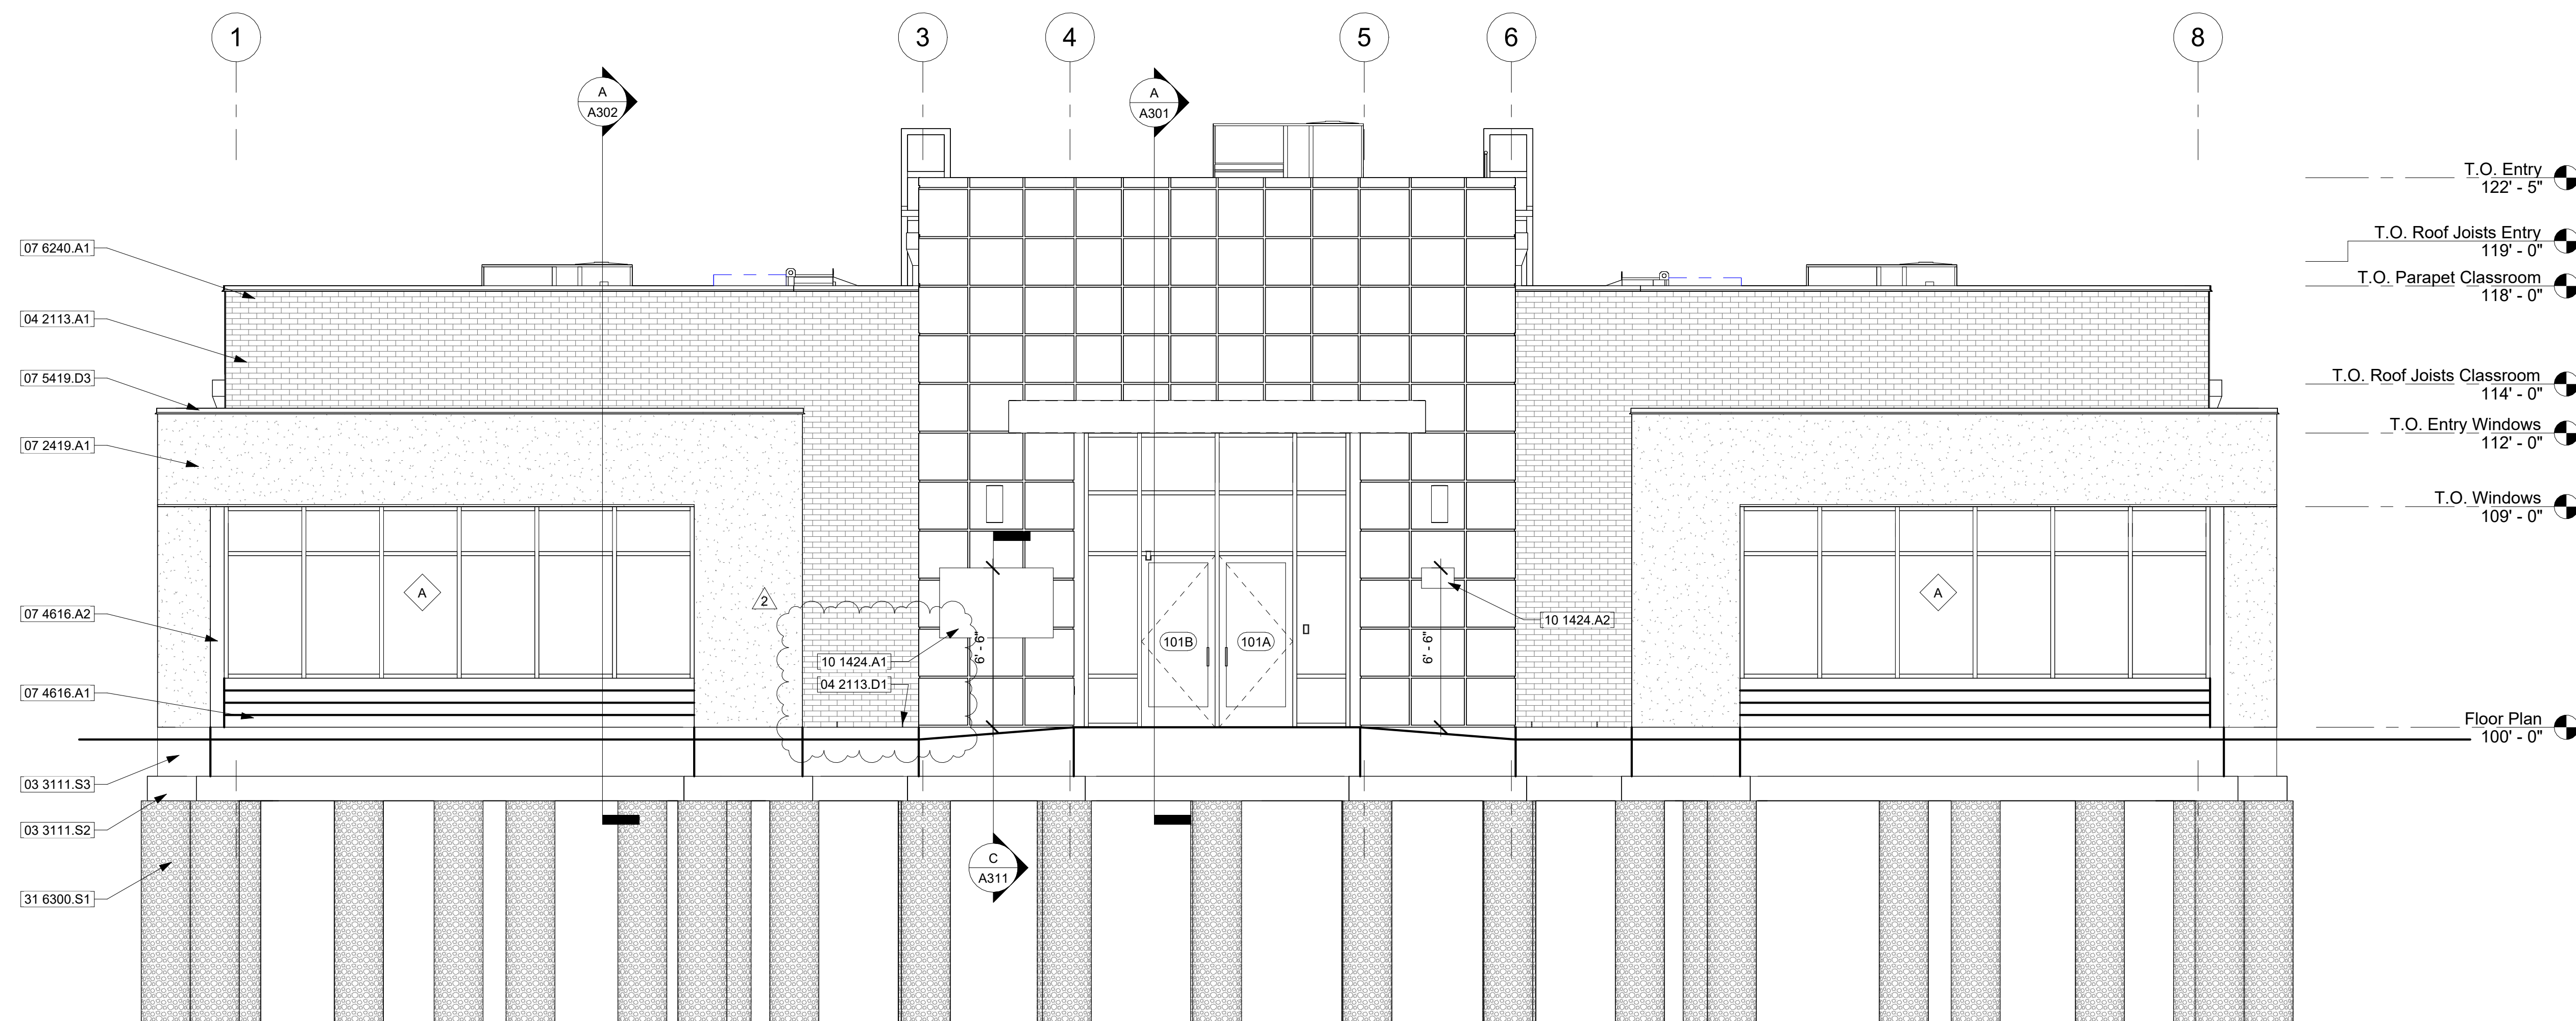 1
3
4
5
6
8
A
A302
A
A301
T.O. Entry
122' - 5"
T.O. Roof Joists Entry
119' - 0"
07 6240.A1
T.O. Parapet Classroom
118' - 0"
04 2113.A1
07 5419.D3
T.O. Roof Joists Classroom
114' - 0"
07 2419.A1
T.O. Entry Windows
112' - 0"
T.O. Windows
109' - 0"
A
A
2
07 4616.A2
10 1424.A2
6' - 6"
6' - 6"
101B
101A
10 1424.A1
04 2113.D1
07 4616.A1
Floor Plan
100' - 0"
03 3111.S3
03 3111.S2
C
A311
31 6300.S1